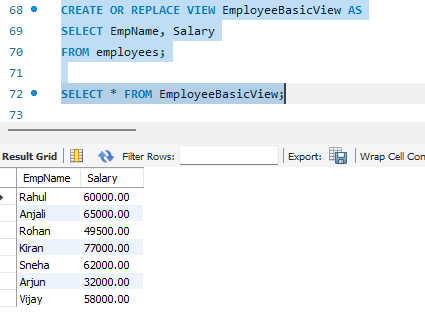 68 CREATE OR REPLACE VIEW EmployeeBasicView AS
69 SELECT EmpName, Salary
70 FROM employees;
71
72 SELECT * FROM EmployeeBasicView;
73
Result Grid Filter Rows: Export: Wrap Cell Con
EmpName Salary
Rahul 60000.00
Anjali 65000.00
Rohan 49500.00
Kiran 77000.00
Sneha 62000.00
Arjun 32000.00
Vijay 58000.00